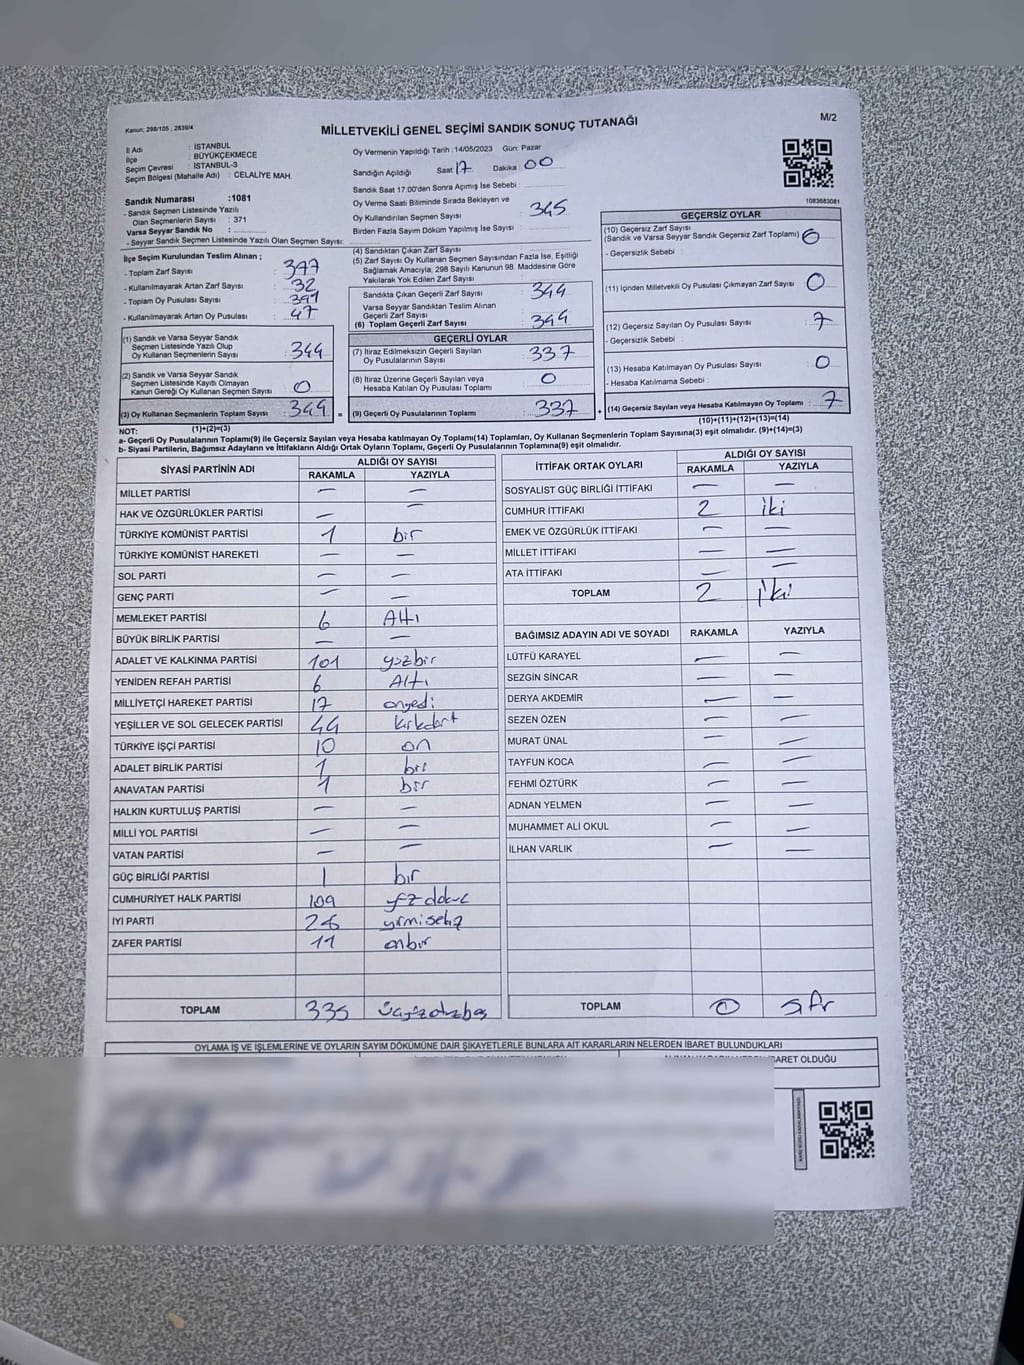 Kanun; 298/105 , 2839/4
MİLLETVEKİLİ GENEL SEÇİMİ SANDIK SONUÇ TUTANAĞI
M/2
İl Adı : İSTANBUL
İlçe : BÜYÜKÇEKMECE
Seçim Çevresi : İSTANBUL-3
Seçim Bölgesi (Mahalle Adı) : CELALİYE MAH.
Sandık Numarası :1081
- Sandık Seçmen Listesinde Yazılı
Olan Seçmenlerin Sayısı : 371
Varsa Seyyar Sandık No :
- Seyyar Sandık Seçmen Listesinde Yazılı Olan Seçmen Sayısı:
Oy Vermenin Yapıldığı Tarih :14/05/2023 Gün: Pazar
Sandığın Açıldığı Saat 17 Dakika 00
Sandık Saat 17:00'den Sonra Açımış İse Sebebi :
Oy Verme Saati Bitiminde Sırada Bekleyen ve
Oy Kullandırılan Seçmen Sayısı : 345
Birden Fazla Sayım Döküm Yapılmış İse Sayısı :
1083683081
İlçe Seçim Kurulundan Teslim Alınan ;
- Toplam Zarf Sayısı : 397
- Kullanılmayarak Artan Zarf Sayısı : 32
- Toplam Oy Pusulası Sayısı : 391
- Kullanılmayarak Artan Oy Pusulası : 47
(1) Sandık ve Varsa Seyyar Sandık
Seçmen Listesinde Yazılı Olup
Oy Kullanan Seçmenlerin Sayısı : 344
(2) Sandık ve Varsa Seyyar Sandık
Seçmen Listesinde Kayıtlı Olmayan
Kanun Gereği Oy Kullanan Seçmen Sayısı : 0
(3) Oy Kullanan Seçmenlerin Toplam Sayısı : 344 =
(1)+(2)=(3)
(4) Sandıktan Çıkan Zarf Sayısı
(5) Zarf Sayısı Oy Kullanan Seçmen Sayısından Fazla İse, Eşitliği
Sağlamak Amacıyla; 298 Sayılı Kanunun 98. Maddesine Göre
Yakılarak Yok Edilen Zarf Sayısı
Sandıkta Çıkan Geçerli Zarf Sayısı : 344
Varsa Seyyar Sandıktan Teslim Alınan
Geçerli Zarf Sayısı
(6) Toplam Geçerli Zarf Sayısı : 344
GEÇERLİ OYLAR
(7) İtiraz Edilmeksizin Geçerli Sayılan
Oy Pusulalarının Sayısı : 337
(8) İtiraz Üzerine Geçerli Sayılan veya
Hesaba Katılan Oy Pusulası Toplamı : 0
(9) Geçerli Oy Pusulalarının Toplamı : 337 +
GEÇERSİZ OYLAR
(10) Geçersiz Zarf Sayısı
(Sandık ve Varsa Seyyar Sandık Geçersiz Zarf Toplamı) : 0
- Geçersizlik Sebebi :
(11) İçinden Milletvekili Oy Pusulası Çıkmayan Zarf Sayısı : 0
(12) Geçersiz Sayılan Oy Pusulası Sayısı : 7
- Geçersizlik Sebebi :
(13) Hesaba Katılmayan Oy Pusulası Sayısı : 0
- Hesaba Katılmama Sebebi :
(14) Geçersiz Sayılan veya Hesaba Katılmayan Oy Toplamı : 7
(10)+(11)+(12)+(13)=(14)
NOT:
a- Geçerli Oy Pusulalarının Toplamı(9) ile Geçersiz Sayılan veya Hesaba katılmayan Oy Toplamı(14) Toplamları, Oy Kullanan Seçmenlerin Toplam Sayısına(3) eşit olmalıdır. (9)+(14)=(3)
b- Siyasi Partilerin, Bağımsız Adayların ve İttifakların Aldığı Oyların Toplamı, Geçerli Oy Pusulalarının Toplamına(9) eşit olmalıdır.
SİYASİ PARTİNİN ADI ALDIĞI OY SAYISI
RAKAMLA YAZIYLA
MİLLET PARTİSİ — —
HAK VE ÖZGÜRLÜKLER PARTİSİ — —
TÜRKİYE KOMÜNİST PARTİSİ 1 bir
TÜRKİYE KOMÜNİST HAREKETİ — —
SOL PARTİ — —
GENÇ PARTİ — —
MEMLEKET PARTİSİ 6 Altı
BÜYÜK BİRLİK PARTİSİ — —
ADALET VE KALKINMA PARTİSİ 101 yüzbir
YENİDEN REFAH PARTİSİ 6 Altı
MİLLİYETÇİ HAREKET PARTİSİ 17 onyedi
YEŞİLLER VE SOL GELECEK PARTİSİ 44 kırkdört
TÜRKİYE İŞÇİ PARTİSİ 10 on
ADALET BİRLİK PARTİSİ 1 bir
ANAVATAN PARTİSİ 1 bir
HALKIN KURTULUŞ PARTİSİ — —
MİLLİ YOL PARTİSİ — —
VATAN PARTİSİ — —
GÜÇ BİRLİĞİ PARTİSİ 1 bir
CUMHURİYET HALK PARTİSİ 109
İYİ PARTİ yirmisekiz
ZAFER PARTİSİ 11 onbir
TOPLAM 335 üçyüzotuzbeş
İTTİFAK ORTAK OYLARI ALDIĞI OY SAYISI
RAKAMLA YAZIYLA
SOSYALİST GÜÇ BİRLİĞİ İTTİFAKI — —
CUMHUR İTTİFAKI 2 iki
EMEK VE ÖZGÜRLÜK İTTİFAKI — —
MİLLET İTTİFAKI — —
ATA İTTİFAKI — —
TOPLAM 2 iki
BAĞIMSIZ ADAYIN ADI VE SOYADI RAKAMLA YAZIYLA
LÜTFÜ KARAYEL — —
SEZGİN SİNCAR — —
DERYA AKDEMİR — —
SEZEN ÖZEN — —
MURAT ÜNAL — —
TAYFUN KOCA — —
FEHMİ ÖZTÜRK — —
ADNAN YELMEN — —
MUHAMMET ALİ OKUL — —
İLHAN VARLIK — —
TOPLAM 0 sıfır
OYLAMA İŞ VE İŞLEMLERİNE VE OYLARIN SAYIM DÖKÜMÜNE DAİR ŞİKAYETLERLE BUNLARA AİT KARARLARIN NELERDEN İBARET BULUNDUKLARI
İBARET OLDUĞU